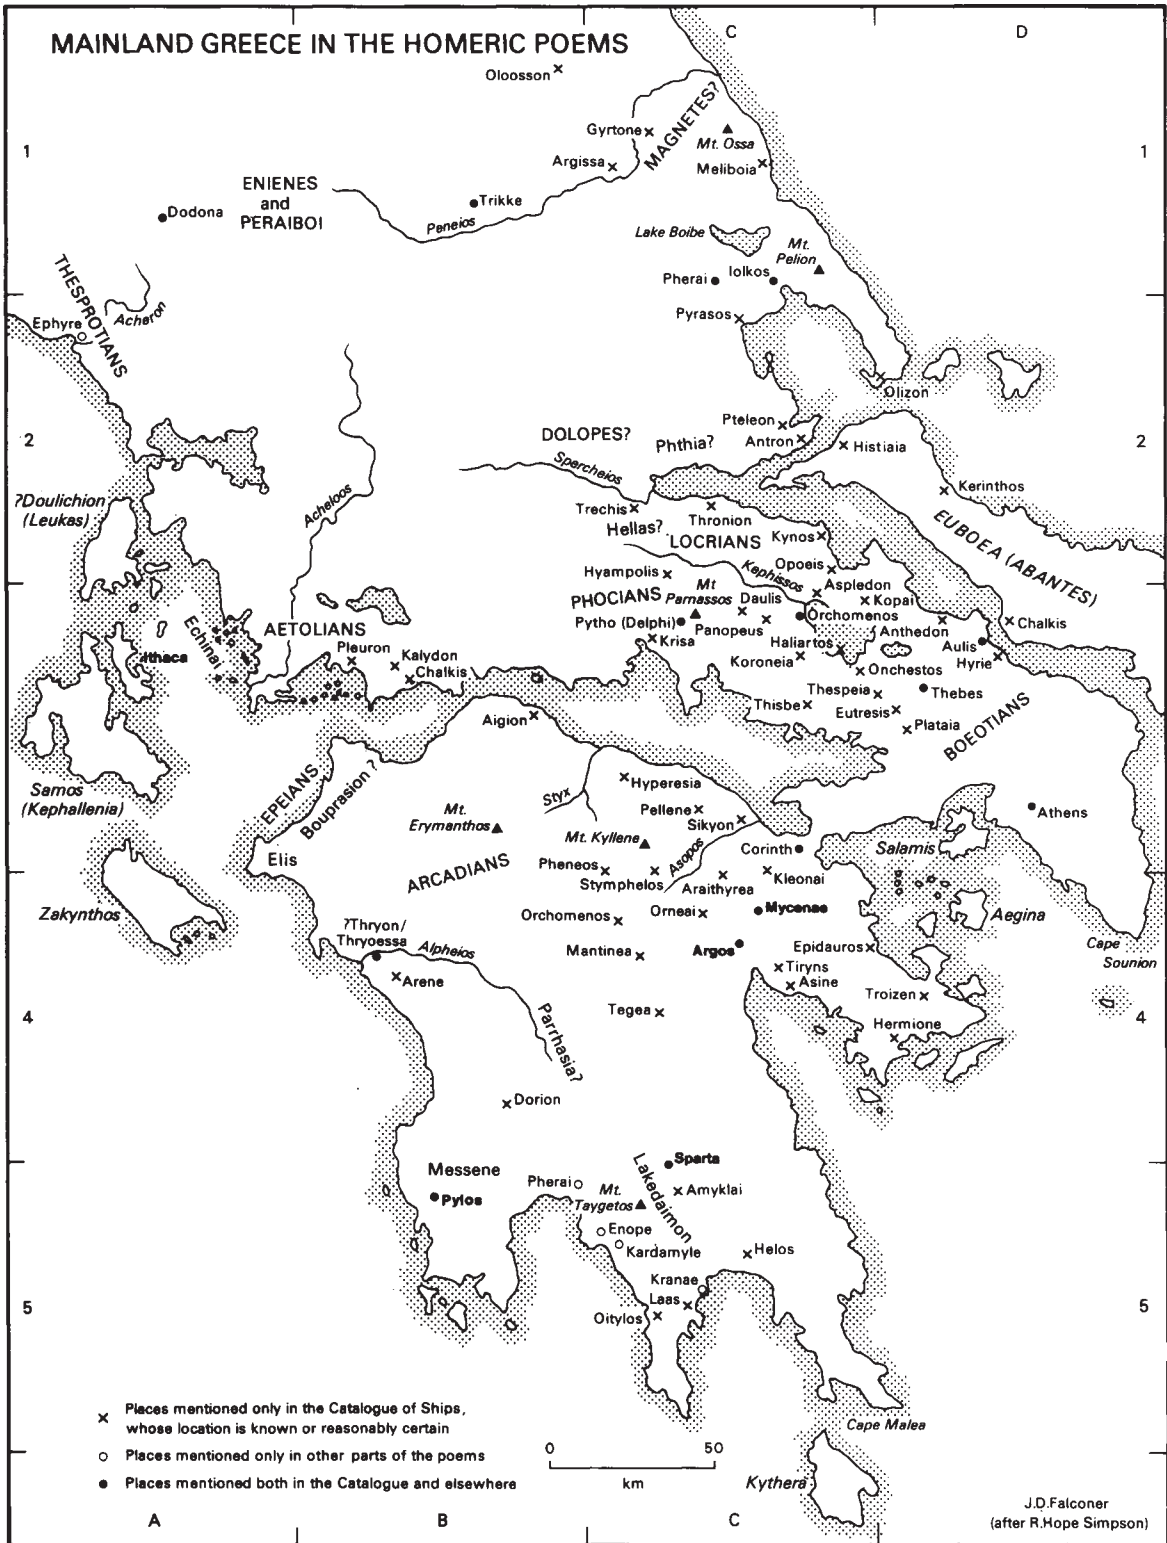 MAINLAND GREECE IN THE HOMERIC POEMS
C
D
Oloosson
Gyrtone
MAGNETES?
Mt. Ossa
1
1
Argissa
Meliboia
ENIENES
and
PERAIBOI
Trikke
Dodona
Peneios
Lake Boibe
Mt.
Pelion
THESPROTIANS
Pherai
Iolkos
Acheron
Ephyre
Pyrasos
Olizon
Pteleon
2
DOLOPES?
Phthia?
Antron
Histiaia
2
Spercheios
?Doulichion
(Leukas)
Acheloos
Kerinthos
Trechis
Thronion
Hellas?
LOCRIANS
Kynos
EUBOEA (ABANTES)
Opoeis
Hyampolis
Kephissos
Aspledon
PHOCIANS
Mt
Parnassos
Daulis
Kopai
Orchomenos
Pytho (Delphi)
Panopeus
Anthedon
Chalkis
Echinai
AETOLIANS
Krisa
Haliartos
Aulis
Ithaca
Pleuron
Kalydon
Koroneia
Hyrie
Chalkis
Onchestos
Thespeia
Thebes
Thisbe
Eutresis
Aigion
Plataia
BOEOTIANS
EPEIANS
Bouprasion ?
Samos
(Kephallenia)
Styx
Hyperesia
Mt.
Erymanthos
Pellene
Sikyon
Athens
Mt. Kyllene
Asopos
Corinth
Salamis
Elis
ARCADIANS
Pheneos
Stymphelos
Araithyrea
Kleonai
Zakynthos
Orchomenos
Orneai
Mycenae
Aegina
?Thryon/
Thryoessa
Alpheios
Mantinea
Argos
Epidauros
Cape
Sounion
Arene
Tiryns
Asine
Troizen
4
Parrhasia?
Tegea
4
Hermione
Dorion
Messene
Sparta
Lakedaimon
Pherai
Mt.
Taygetos
Amyklai
Pylos
Enope
Kardamyle
Helos
Kranae
5
Laas
5
Oitylos
x Places mentioned only in the Catalogue of Ships,
whose location is known or reasonably certain
Cape Malea
o Places mentioned only in other parts of the poems
0 50
● Places mentioned both in the Catalogue and elsewhere
km
Kythera
J.D.Falconer
(after R.Hope Simpson)
A
B
C